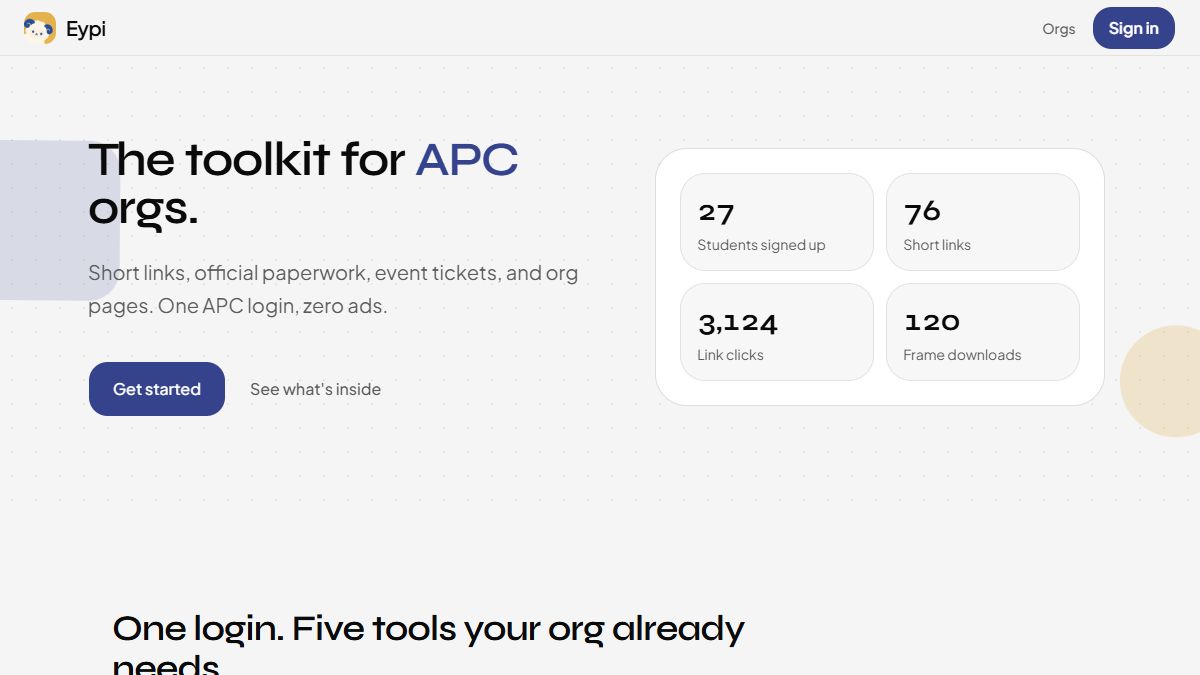 Eypi
Orgs
Sign in
The toolkit for APC
orgs.
Short links, official paperwork, event tickets, and org
pages. One APC login, zero ads.
Get started
See what's inside
27
Students signed up
76
Short links
3,124
Link clicks
120
Frame downloads
One login. Five tools your org already
needs.